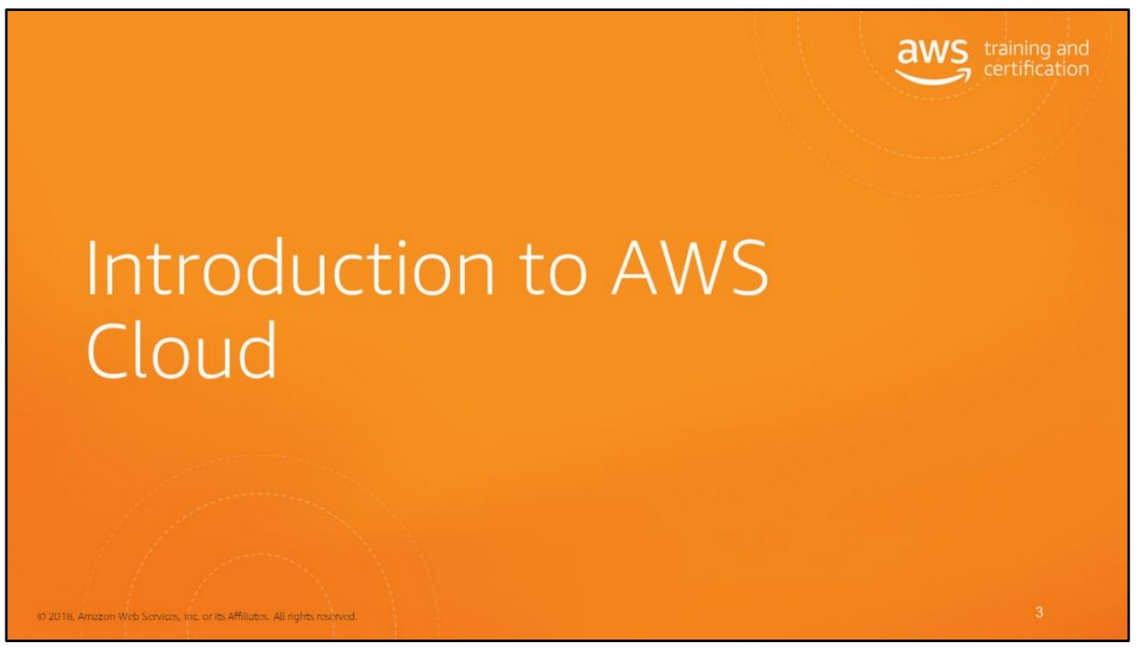 aws training and
certification
Introduction to AWS
Cloud
© 2018, Amazon Web Services, Inc. or its Affiliates. All rights reserved.
3